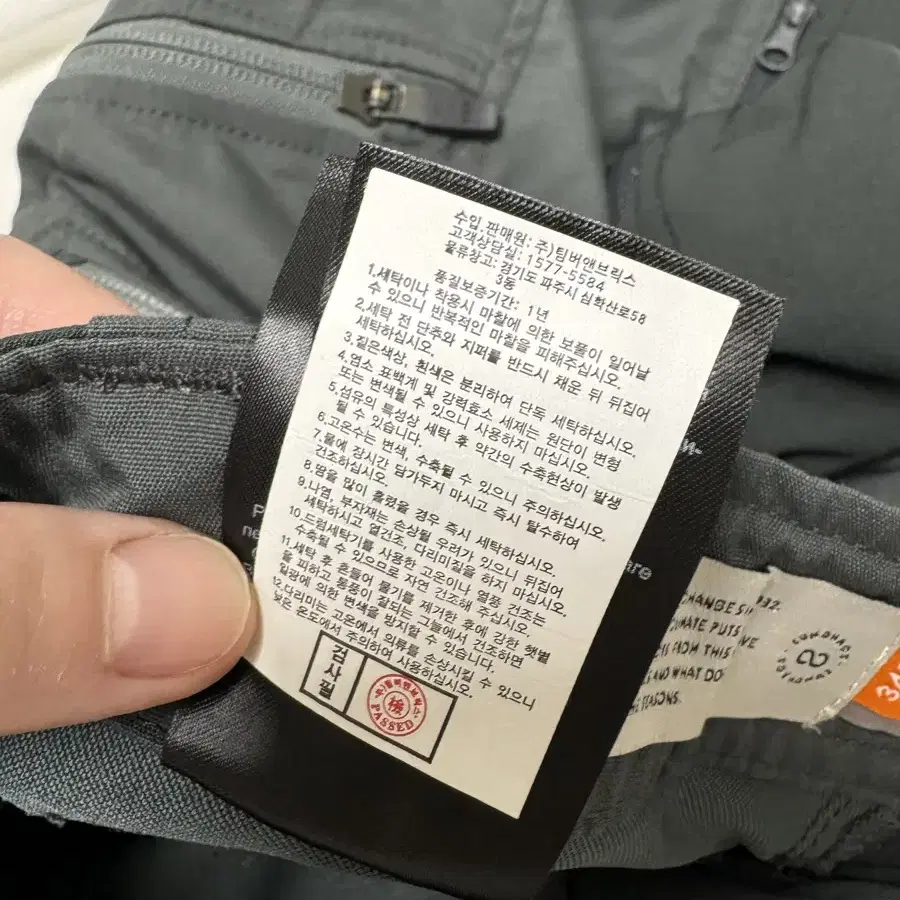 수입.판매원: 주)팀버앤브릭스
고객상담실: 1577-5584
물류상고: 경기도 파주시 심학산로58
3동
품질보증기간: 1년
1.세탁이나 착용시 마찰에 의한 보풀이 일어날
수 있으니 반복적인 마찰을 피해주십시오.
2.세탁 전 단추와 지퍼를 반드시 채운 뒤 뒤집어
세탁하십시오.
3.짙은색상, 흰색은 분리하여 단독 세탁하십시오.
4.염소 표백계 및 강력효소 세제는 원단이 변형
또는 변색될 수 있으니 사용하지 마십시오.
5.섬유의 특성상 세탁 후 약간의 수축현상이 발생
될 수 있습니다.
6.고온수는 변색, 수축될 수 있으니 주의하십시오.
7.물에 장시간 담가두지 마시고 즉시 탈수하여
건조하십시오.
8.땀을 많이 흘렸을 경우 즉시 세탁하십시오.
9.나염, 부자재는 손상될 우려가 있으니 뒤집어
세탁하시고 열건조, 다리미질을 하지 마십시오.
10.드럼세탁기를 사용한 고온이나 열풍 건조는
수축될 수 있으므로 자연 건조해 주십시오.
11.세탁 후 흔들어 물기를 제거한 후에 강한 햇볕
을 피하고 통풍이 잘되는 그늘에서 건조하면
일광에 의한 변색을 방지할 수 있습니다.
12.다리미는 고온에서 의류를 손상시킬 수 있으니
낮은 온도에서 주의하여 사용하십시오.
검사필
PASSED
CHANGE
PUTS
FROM THIS
AND WHAT DO
SEASONS.